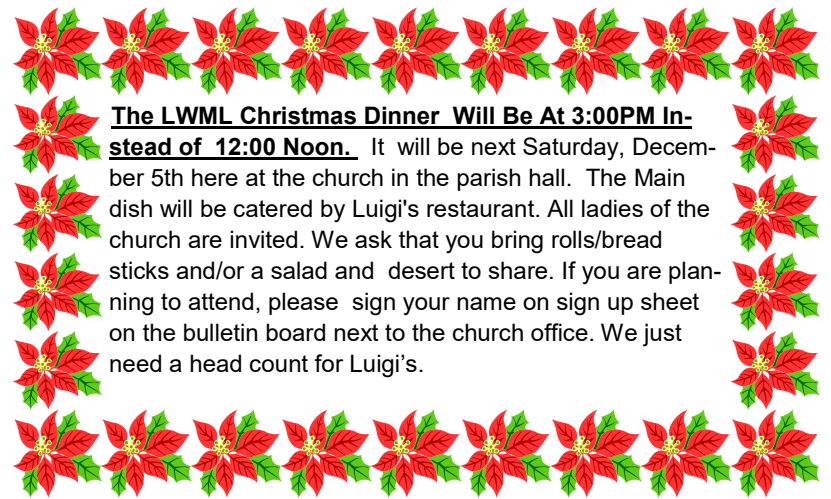 The LWML Christmas Dinner  Will Be At 3:00PM In-
stead of  12:00 Noon.   It  will be next Saturday, Decem-
ber 5th here at the church in the parish hall.  The Main
dish will be catered by Luigi's restaurant. All ladies of the
church are invited. We ask that you bring rolls/bread
sticks and/or a salad and  desert to share. If you are plan-
ning to attend, please  sign your name on sign up sheet
on the bulletin board next to the church office. We just
need a head count for Luigi’s.